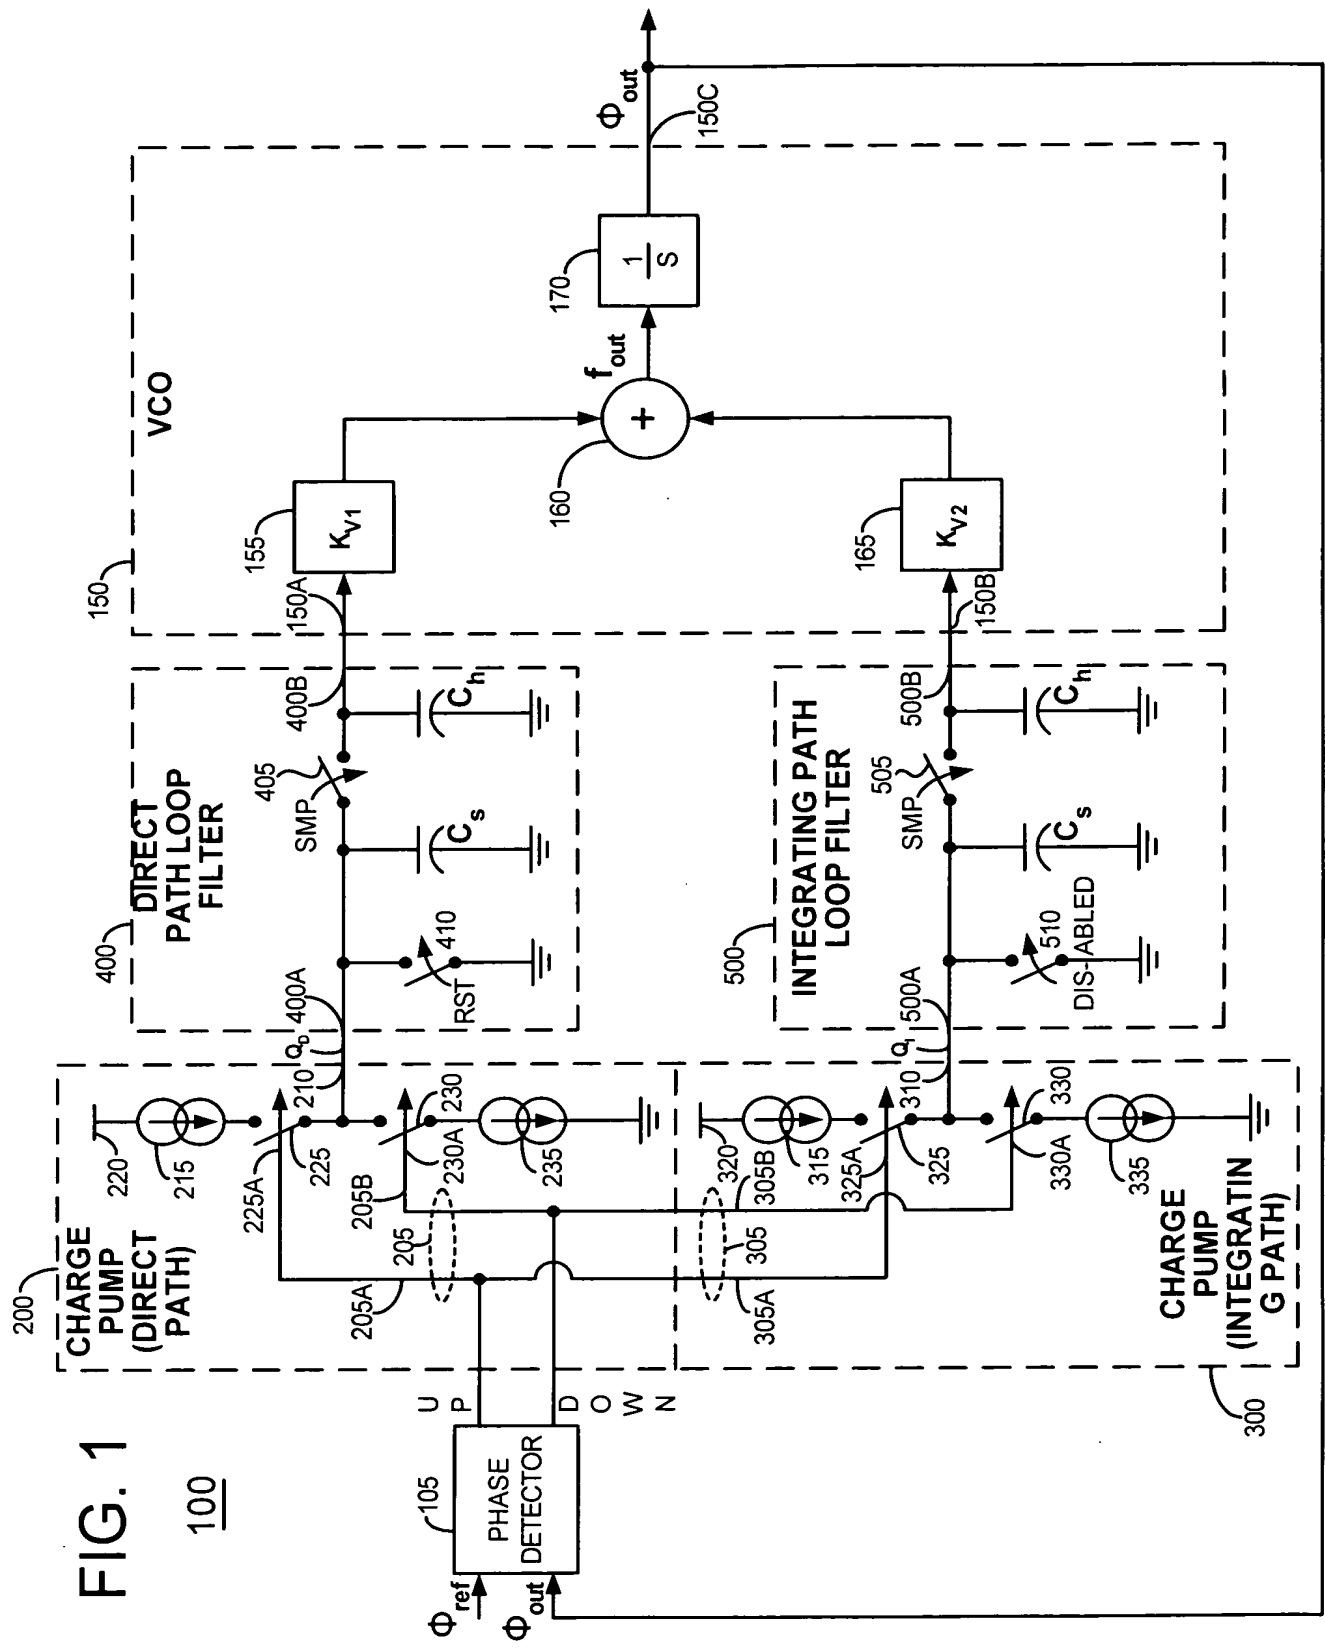 FIG. 1
100
Φref
Φout
105
PHASE
DETECTOR
U
P
D
O
W
N
200
CHARGE
PUMP
(DIRECT
PATH)
220
215
225A
225
210
QD
205A
205
205B
230A
230
235
300
CHARGE
PUMP
(INTEGRATIN
G PATH)
320
315
325A
325
310
QI
305A
305
305B
330A
330
335
400
DIRECT
PATH LOOP
FILTER
400A
RST
410
Cs
SMP
405
Ch
400B
500
INTEGRATING PATH
LOOP FILTER
500A
DIS-ABLED
510
Cs
SMP
505
Ch
500B
150
VCO
150A
155
KV1
150B
165
KV2
160
+
fout
170
1
S
150C
Φout